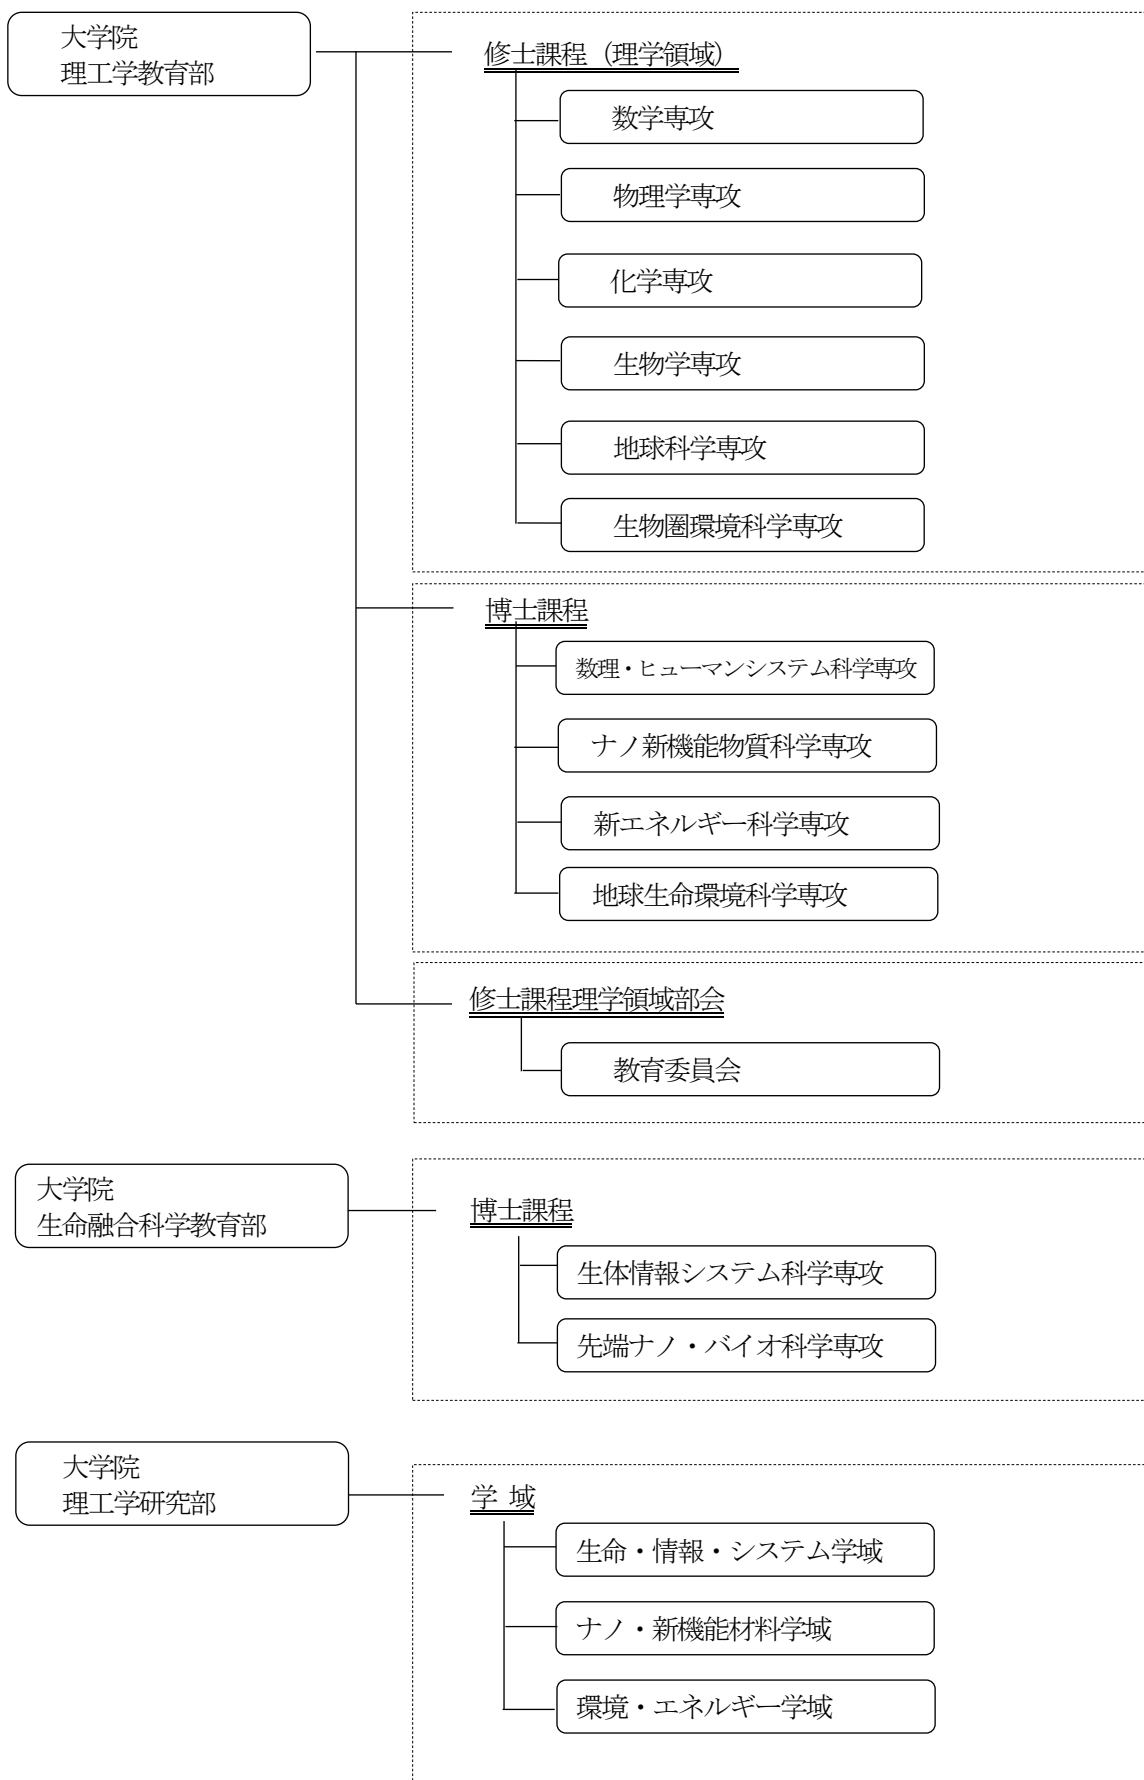 大学院
理工学教育部
修士課程（理学領域）
数学専攻
物理学専攻
化学専攻
生物学専攻
地球科学専攻
生物圏環境科学専攻
博士課程
数理・ヒューマンシステム科学専攻
ナノ新機能物質科学専攻
新エネルギー科学専攻
地球生命環境科学専攻
修士課程理学領域部会
教育委員会
大学院
生命融合科学教育部
博士課程
生体情報システム科学専攻
先端ナノ・バイオ科学専攻
大学院
理工学研究部
学 域
生命・情報・システム学域
ナノ・新機能材料学域
環境・エネルギー学域